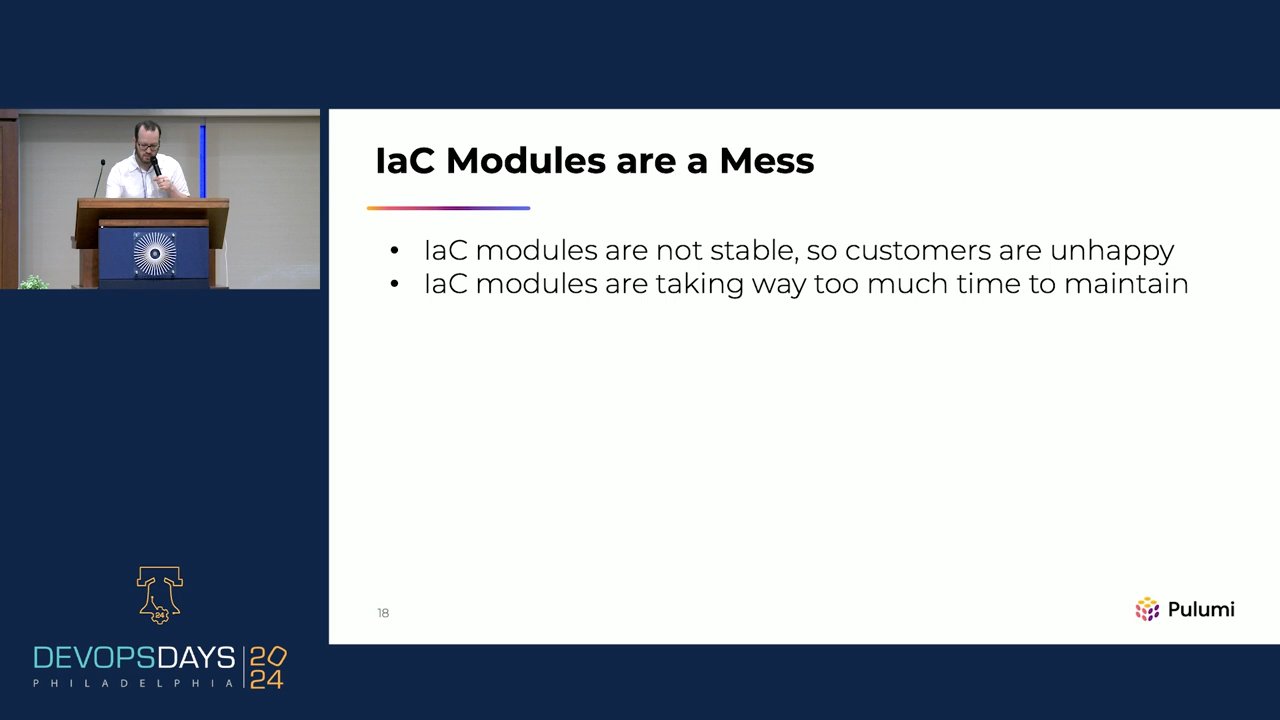 IaC Modules are a Mess
• IaC modules are not stable, so customers are unhappy
• IaC modules are taking way too much time to maintain
18
Pulumi
24
DEVOPSDAYS 2024
PHILADELPHIA